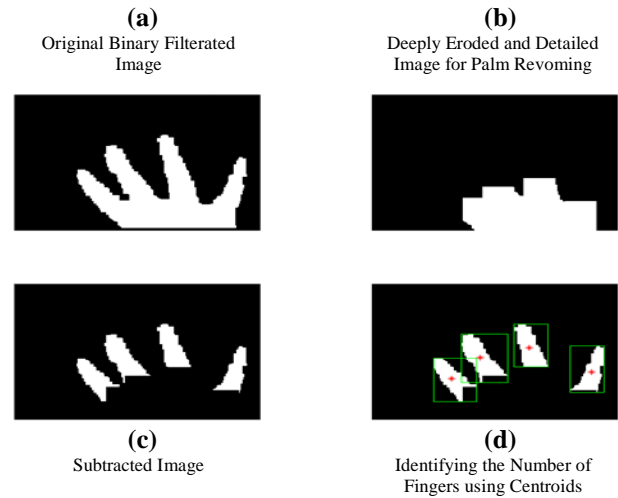 (a)
Original Binary Filterated
Image
(b)
Deeply Eroded and Detailed
Image for Palm Revoming
(c)
Subtracted Image
(d)
Identifying the Number of
Fingers using Centroids